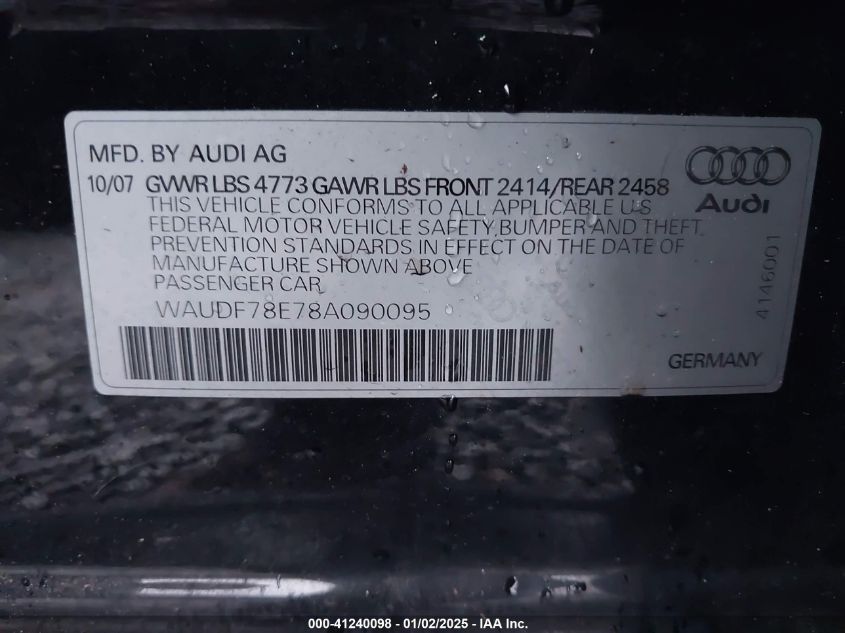 MFD. BY AUDI AG
10/07 GVWR LBS 4773 GAWR LBS FRONT 2414/REAR 2458
THIS VEHICLE CONFORMS TO ALL APPLICABLE U.S.
FEDERAL MOTOR VEHICLE SAFETY, BUMPER AND THEFT
PREVENTION STANDARDS IN EFFECT ON THE DATE OF
MANUFACTURE SHOWN ABOVE
PASSENGER CAR
WAUDF78E78A090095
Audi
4146001
GERMANY
000-41240098 - 01/02/2025 - IAA Inc.